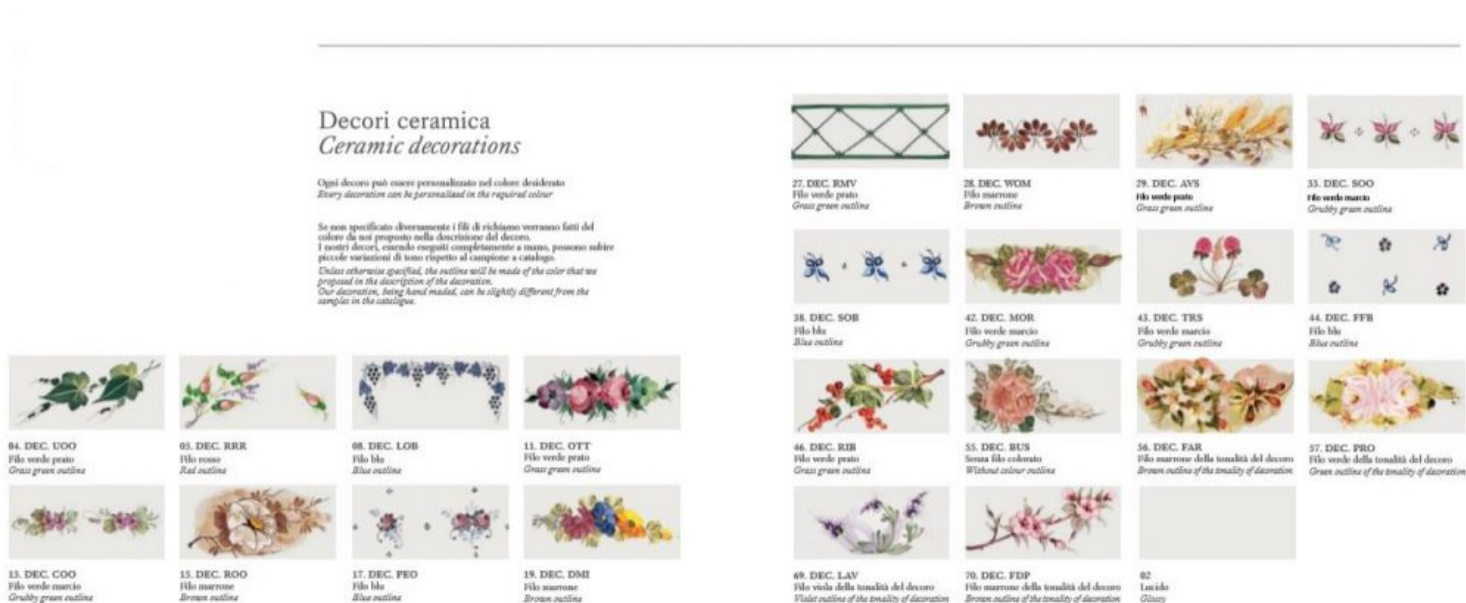 Decori ceramica
Ceramic decorations
Ogni decoro può essere personalizzato nel colore desiderato
Every decoration can be personalised in the required colour
Se non specificato diversamente i fili di richiamo verranno fatti del
colore da noi proposto nella descrizione del decoro.
I nostri decori, essendo eseguiti completamente a mano, possono subire
piccole variazioni di tono rispetto al campione a catalogo.
Unless otherwise specified, the outline will be made of the color that we
proposed in the description of the decoration.
Our decoration, being hand maded, can be slightly different from the
samples in the catalogue.
04. DEC. UOO
Filo verde prato
Grass green outline
05. DEC. RRR
Filo rosso
Red outline
08. DEC. LOB
Filo blu
Blue outline
11. DEC. OTT
Filo verde prato
Grass green outline
13. DEC. COO
Filo verde marcio
Grubby green outline
15. DEC. ROO
Filo marrone
Brown outline
17. DEC. PEO
Filo blu
Blue outline
19. DEC. DMI
Filo marrone
Brown outline
27. DEC. RMV
Filo verde prato
Grass green outline
28. DEC. WOM
Filo marrone
Brown outline
29. DEC. AVS
Filo verde prato
Grass green outline
33. DEC. SOO
Filo verde marcio
Grubby green outline
38. DEC. SOB
Filo blu
Blue outline
42. DEC. MOR
Filo verde marcio
Grubby green outline
43. DEC. TRS
Filo verde marcio
Grubby green outline
44. DEC. FFB
Filo blu
Blue outline
46. DEC. RIB
Filo verde prato
Grass green outline
55. DEC. BUS
Senza filo colorato
Without colour outline
56. DEC. FAR
Filo marrone della tonalità del decoro
Brown outline of the tonality of decoration
57. DEC. PRO
Filo verde della tonalità del decoro
Green outline of the tonality of decoration
69. DEC. LAV
Filo viola della tonalità del decoro
Violet outline of the tonality of decoration
70. DEC. FDP
Filo marrone della tonalità del decoro
Brown outline of the tonality of decoration
02
Lucido
Glossy